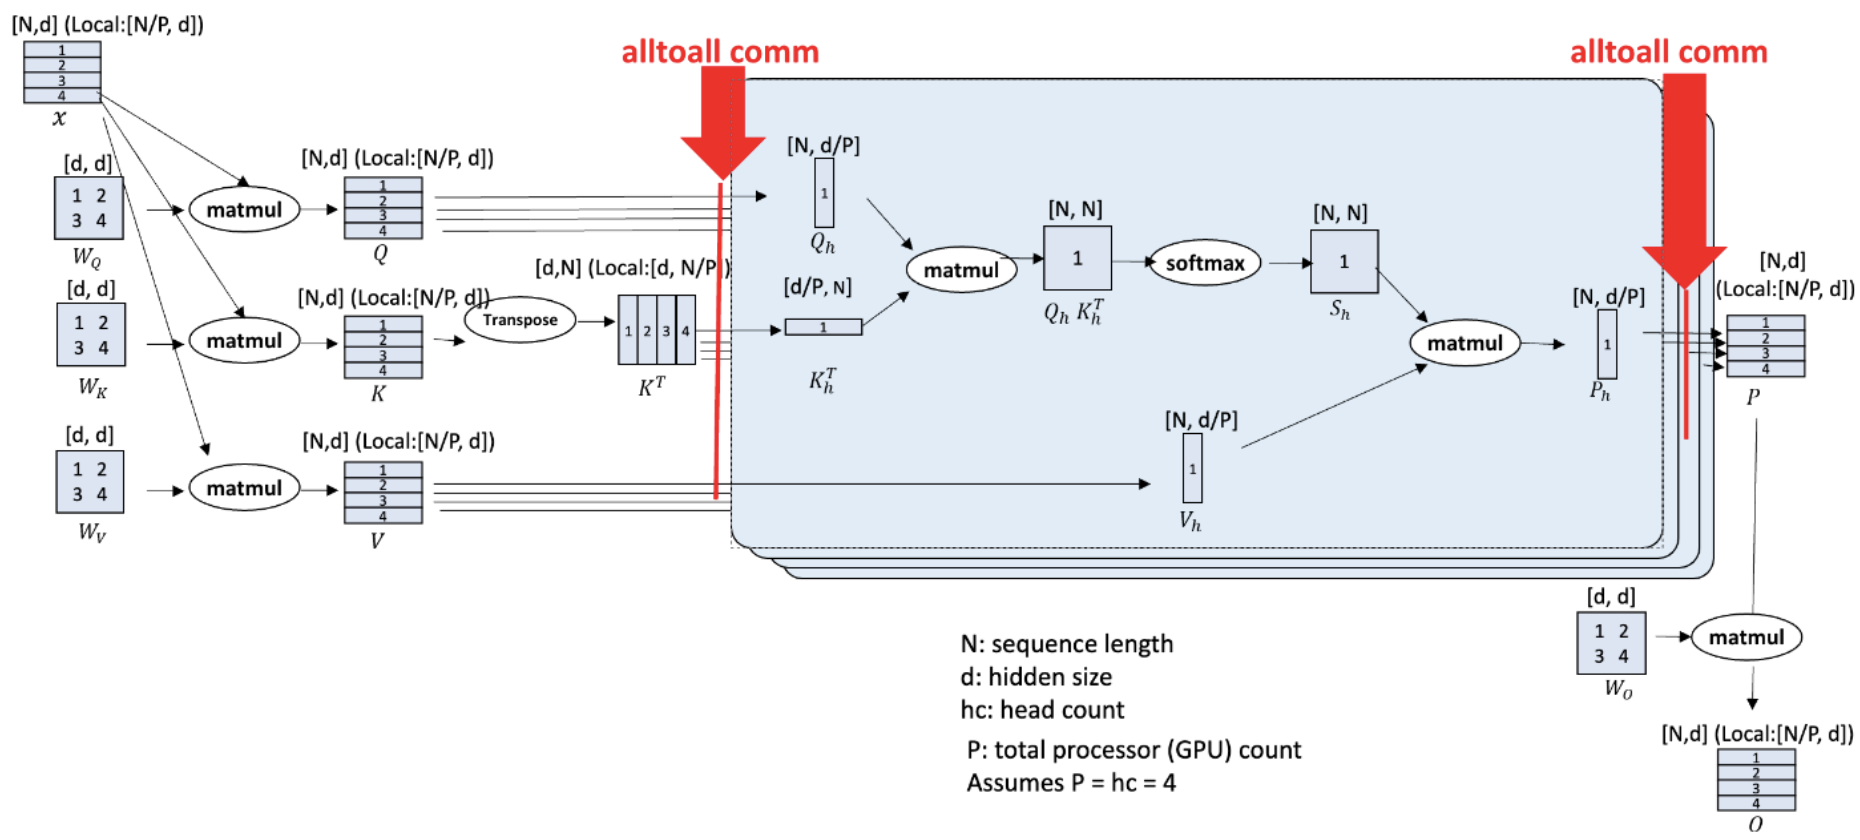 [N,d] (Local:[N/P, d])
1
2
3
4
x
alltoall comm
alltoall comm
[d, d]
1 2
3 4
W_Q
matmul
[N,d] (Local:[N/P, d])
1
2
3
4
Q
[d, d]
1 2
3 4
W_K
matmul
[N,d] (Local:[N/P, d])
1
2
3
4
K
Transpose
[d,N] (Local:[d, N/P])
1 2 3 4
K^T
[d, d]
1 2
3 4
W_V
matmul
[N,d] (Local:[N/P, d])
1
2
3
4
V
[N, d/P]
1
Q_h
[d/P, N]
1
K_h^T
matmul
[N, N]
1
Q_h K_h^T
softmax
[N, N]
1
S_h
[N, d/P]
1
V_h
matmul
[N, d/P]
1
P_h
[N,d]
(Local:[N/P, d])
1
2
3
4
P
[d, d]
1 2
3 4
W_O
matmul
[N,d] (Local:[N/P, d])
1
2
3
4
O
N: sequence length
d: hidden size
hc: head count
P: total processor (GPU) count
Assumes P = hc = 4